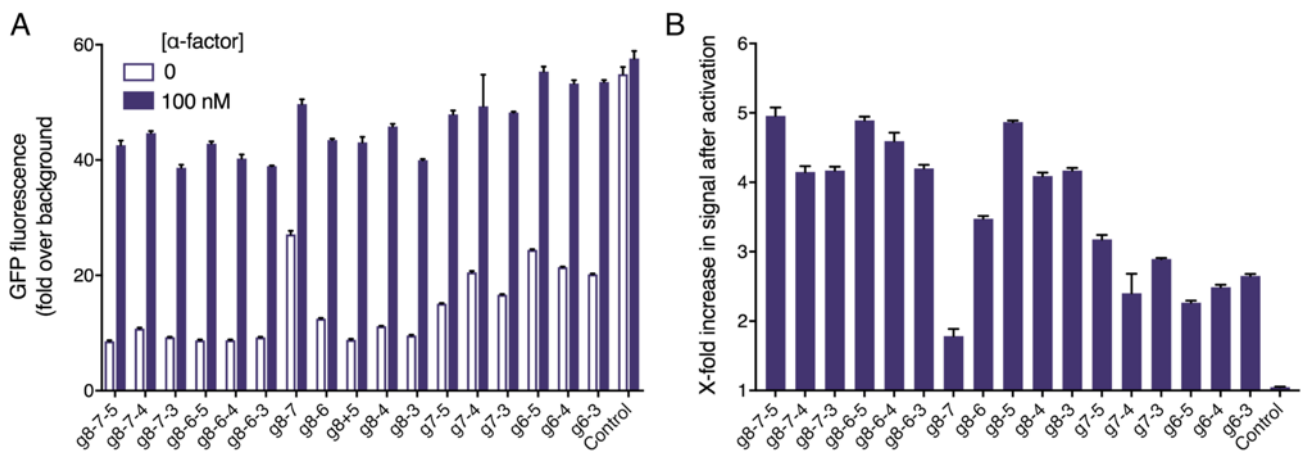 A
[α-factor]
0
100 nM
GFP fluorescence
(fold over background)
60
40
20
0
g8-7-5
g8-7-4
g8-7-3
g8-6-5
g8-6-4
g8-6-3
g8-7
g8-6
g8+5
g8-4
g8-3
g7-5
g7-4
g7-3
g6-5
g6-4
g6-3
Control
B
X-fold increase in signal after activation
6
5
4
3
2
1
g8-7-5
g8-7-4
g8-7-3
g8-6-5
g8-6-4
g8-6-3
g8-7
g8-6
g8-5
g8-4
g8-3
g7-5
g7-4
g7-3
g6-5
g6-4
g6-3
Control